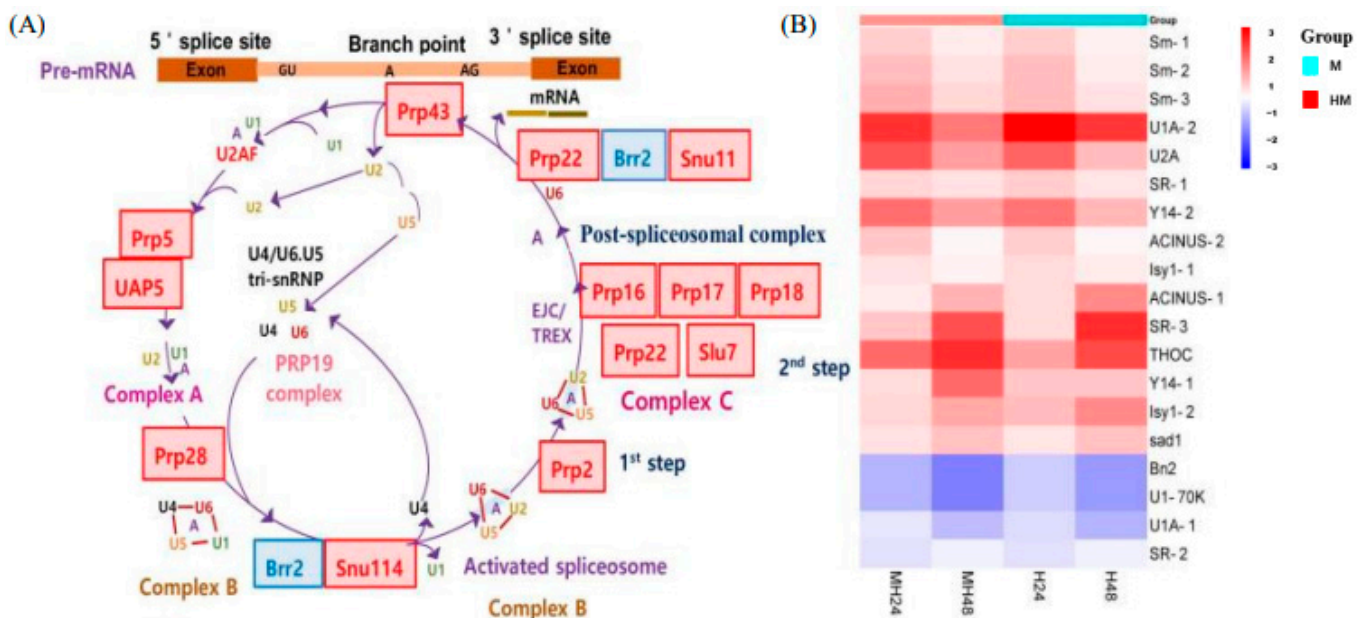 (A)
5 ' splice site
Branch point
3 ' splice site
Pre-mRNA
Exon
GU
A
AG
Exon
Prp43
mRNA
A
U1
U1
U2AF
U2
U2
U5
Prp22
Brr2
Snu11
U6
A
Post-spliceosomal complex
Prp5
UAP5
U4/U6.U5
tri-snRNP
U5
U4
U6
PRP19
complex
EJC/
TREX
Prp16
Prp17
Prp18
Prp22
Slu7
2nd step
U2
U1
A
Complex A
U2
U6
A
U5
Complex C
Prp28
Prp2
1st step
U4
U6
A
U5
U1
U4
U6
A
U2
U5
Brr2
Snu114
U1
Activated spliceosome
Complex B
Complex B
(B)
Group
Sm- 1
Sm- 2
Sm- 3
U1A- 2
U2A
SR- 1
Y14- 2
ACINUS- 2
Isy1- 1
ACINUS- 1
SR- 3
THOC
Y14- 1
Isy1- 2
sad1
Bn2
U1- 70K
U1A- 1
SR- 2
MH24
MH48
H24
H48
3
2
1
0
-1
-2
-3
Group
M
HM